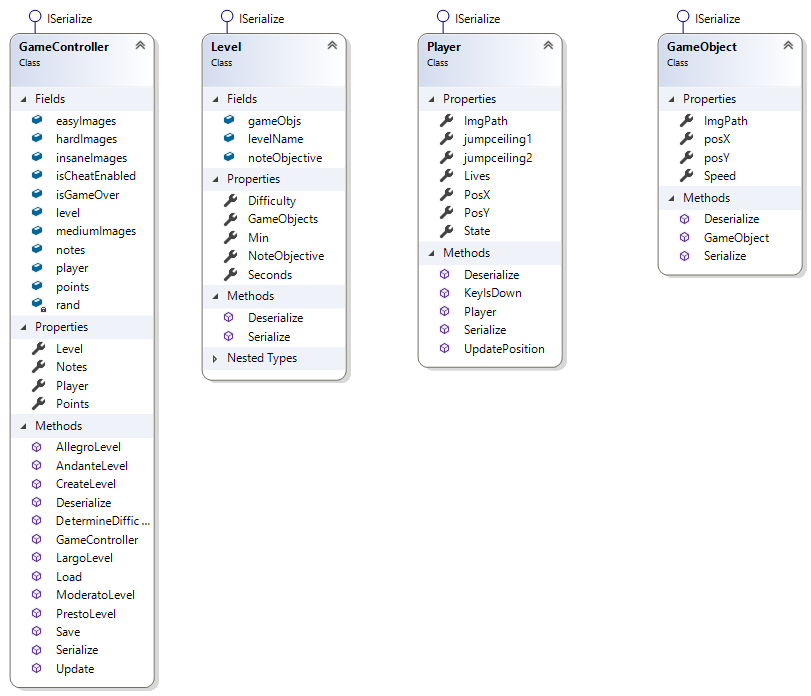 ISerialize
GameController
Class
Fields
easyImages
hardImages
insaneImages
isCheatEnabled
isGameOver
level
mediumImages
notes
player
points
rand
Properties
Level
Notes
Player
Points
Methods
AllegroLevel
AndanteLevel
CreateLevel
Deserialize
DetermineDiffic ...
GameController
LargoLevel
Load
ModeratoLevel
PrestoLevel
Save
Serialize
Update
ISerialize
Level
Class
Fields
gameObjs
levelName
noteObjective
Properties
Difficulty
GameObjects
Min
NoteObjective
Seconds
Methods
Deserialize
Serialize
Nested Types
ISerialize
Player
Class
Properties
ImgPath
jumpceiling1
jumpceiling2
Lives
PosX
PosY
State
Methods
Deserialize
KeyIsDown
Player
Serialize
UpdatePosition
ISerialize
GameObject
Class
Properties
ImgPath
posX
posY
Speed
Methods
Deserialize
GameObject
Serialize